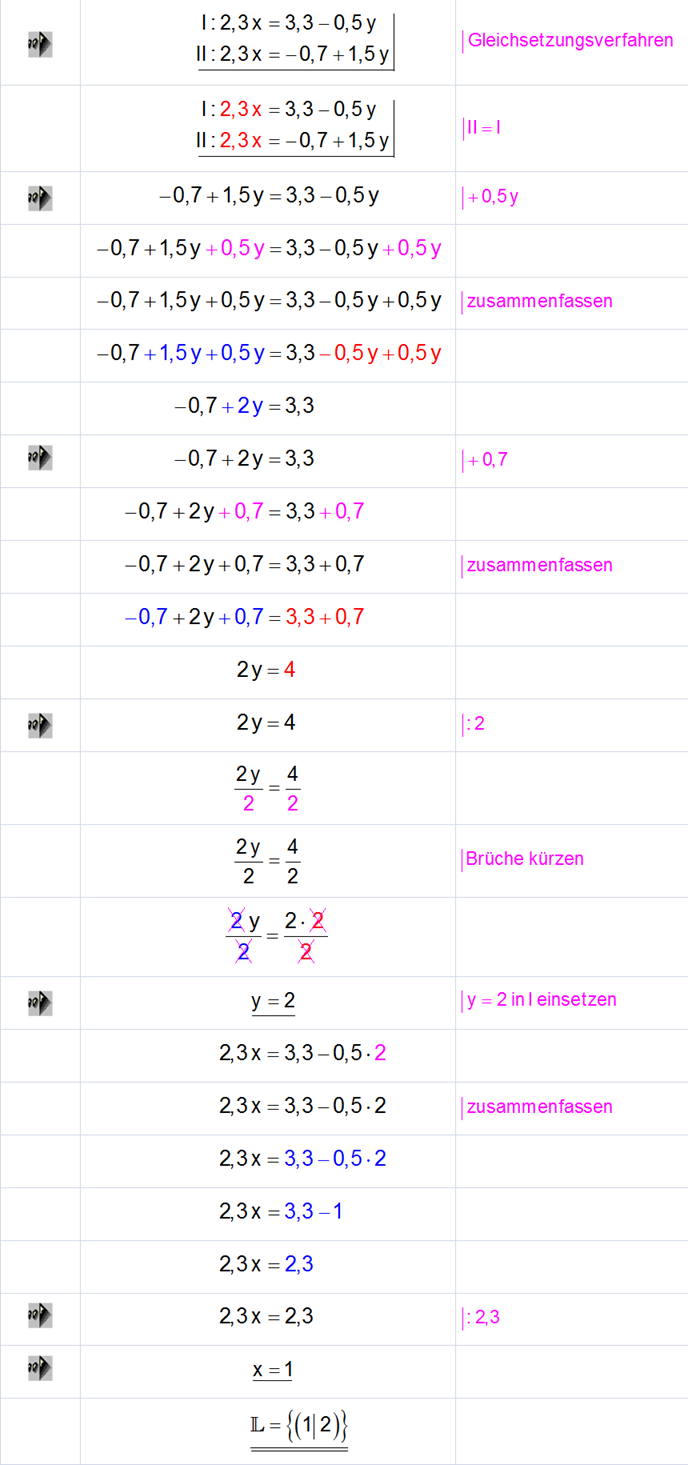 I : 2,3 x = 3,3 – 0,5 y
II : 2,3 x = –0,7 + 1,5 y
|Gleichsetzungsverfahren
I : 2,3 x = 3,3 – 0,5 y
II : 2,3 x = –0,7 + 1,5 y
|II = I
–0,7 + 1,5 y = 3,3 – 0,5 y |+ 0,5 y
–0,7 + 1,5 y + 0,5 y = 3,3 – 0,5 y + 0,5 y
–0,7 + 1,5 y + 0,5 y = 3,3 – 0,5 y + 0,5 y |zusammenfassen
–0,7 + 1,5 y + 0,5 y = 3,3 – 0,5 y + 0,5 y
–0,7 + 2 y = 3,3
–0,7 + 2 y = 3,3 |+ 0,7
–0,7 + 2 y + 0,7 = 3,3 + 0,7
–0,7 + 2 y + 0,7 = 3,3 + 0,7 |zusammenfassen
–0,7 + 2 y + 0,7 = 3,3 + 0,7
2 y = 4
2 y = 4 |: 2
2 y / 2 = 4 / 2
2 y / 2 = 4 / 2 |Brüche kürzen
2 y / 2 = 2 · 2 / 2
y = 2 |y = 2 in I einsetzen
2,3 x = 3,3 – 0,5 · 2
2,3 x = 3,3 – 0,5 · 2 |zusammenfassen
2,3 x = 3,3 – 0,5 · 2
2,3 x = 3,3 – 1
2,3 x = 2,3
2,3 x = 2,3 |: 2,3
x = 1
𝕃 = {(1|2)}